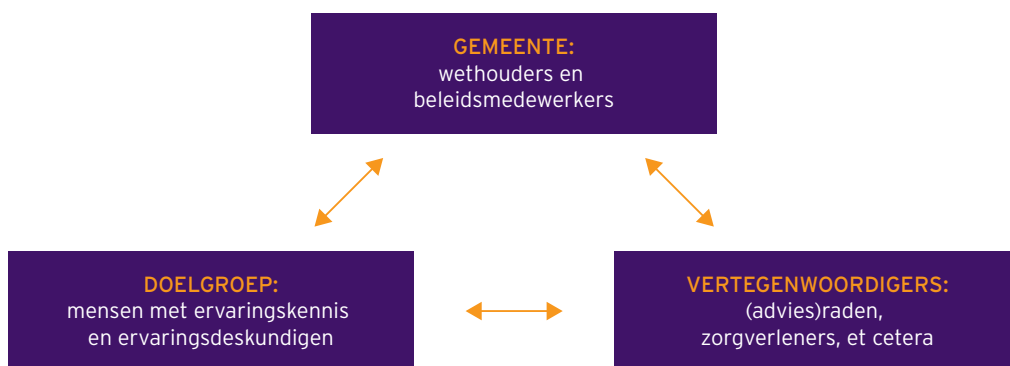 GEMEENTE:
wethouders en
beleidsmedewerkers
DOELGROEP:
mensen met ervaringskennis
en ervaringsdeskundigen
VERTEGENWOORDIGERS:
(advies)raden,
zorgverleners, et cetera